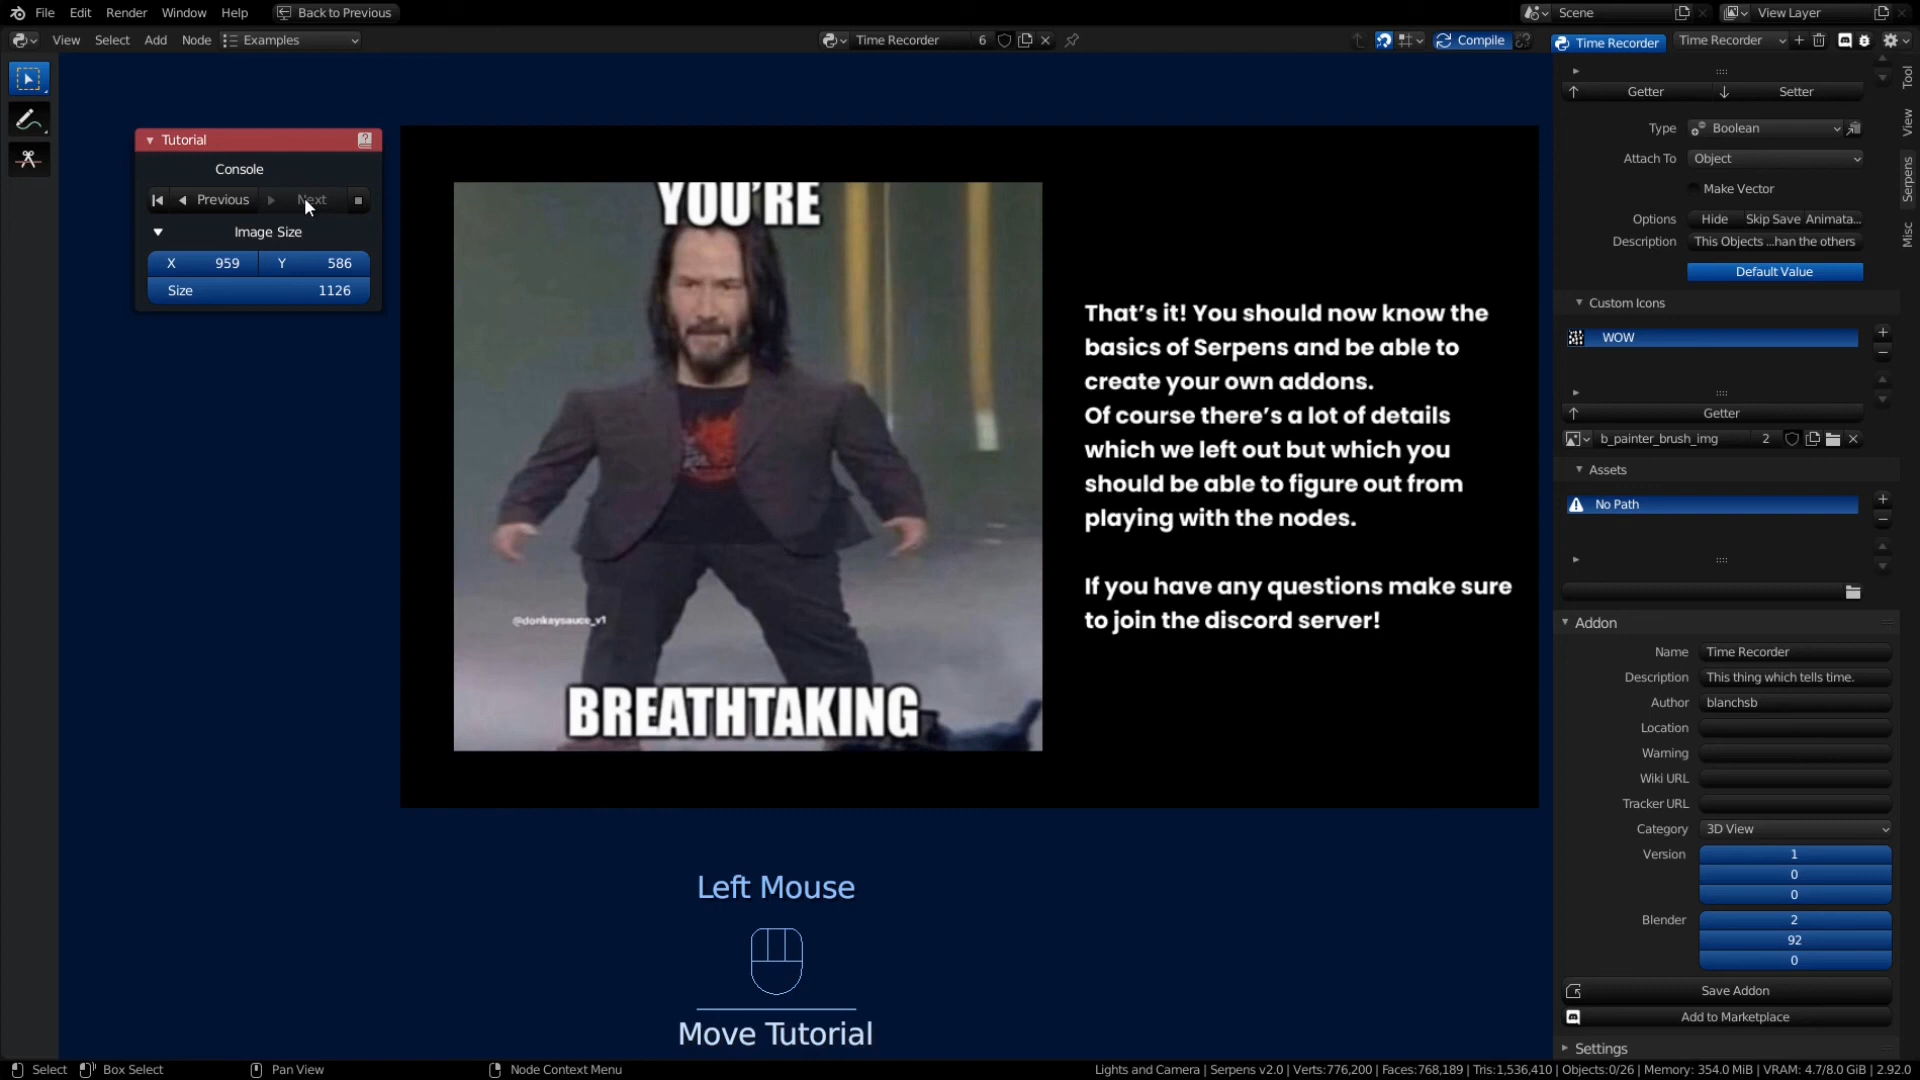 File Edit Render Window Help Back to Previous Scene View Layer
View Select Add Node Examples Time Recorder 6 Compile Time Recorder Time Recorder
Tutorial
Console
Previous Next
Image Size
X 959 Y 586
Size 1126
YOU'RE
@donkaysauce_v1
BREATHTAKING
That's it! You should now know the
basics of Serpens and be able to
create your own addons.
Of course there's a lot of details
which we left out but which you
should be able to figure out from
playing with the nodes.
If you have any questions make sure
to join the discord server!
Left Mouse
Move Tutorial
Getter Setter
Type Boolean
Attach To Object
Make Vector
Options Hide Skip Save Animata...
Description This Objects ...han the others
Default Value
Custom Icons
WOW
Getter
b_painter_brush_img 2
Assets
No Path
Addon
Name Time Recorder
Description This thing which tells time.
Author blanchsb
Location
Warning
Wiki URL
Tracker URL
Category 3D View
Version 1
0
0
Blender 2
92
0
Save Addon
Add to Marketplace
Settings
Tool
View
Serpens
Misc
Select Box Select Pan View Node Context Menu Lights and Camera | Serpens v2.0 | Verts:776,200 | Faces:768,189 | Tris:1,536,410 | Objects:0/26 | Memory: 354.0 MiB | VRAM: 4.7/8.0 GiB | 2.92.0